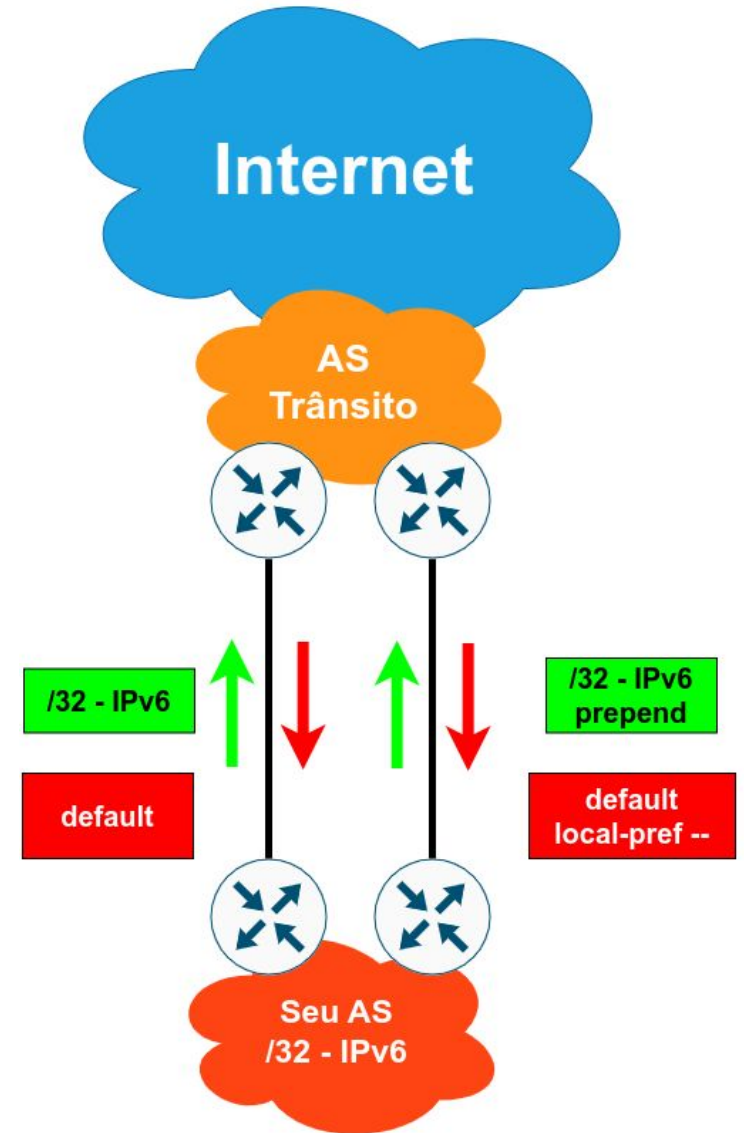 Internet
AS
Trânsito
/32 - IPv6
/32 - IPv6
prepend
default
default
local-pref --
Seu AS
/32 - IPv6